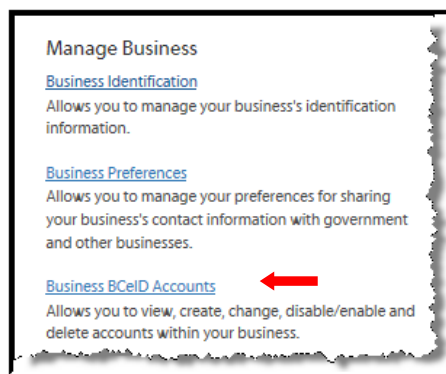 Manage Business
Business Identification
Allows you to manage your business's identification
information.
Business Preferences
Allows you to manage your preferences for sharing
your business's contact information with government
and other businesses.
Business BCeID Accounts
Allows you to view, create, change, disable/enable and
delete accounts within your business.